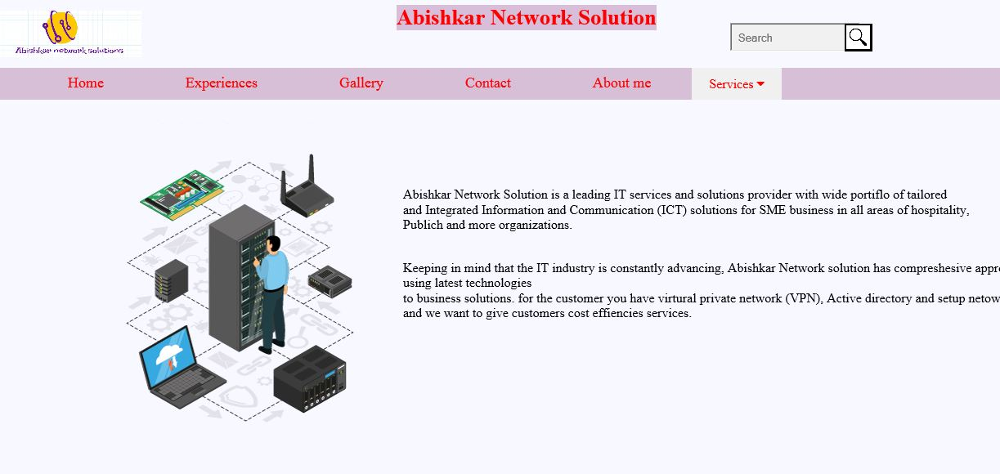 Abishkar Network Solution
Abishkar network solutions
Search
Home Experiences Gallery Contact About me Services
Abishkar Network Solution is a leading IT services and solutions provider with wide portiflo of tailored
and Integrated Information and Communication (ICT) solutions for SME business in all areas of hospitality,
Publich and more organizations.
Keeping in mind that the IT industry is constantly advancing, Abishkar Network solution has compreshesive appro
using latest technologies
to business solutions. for the customer you have virtural private network (VPN), Active directory and setup netow
and we want to give customers cost effiencies services.